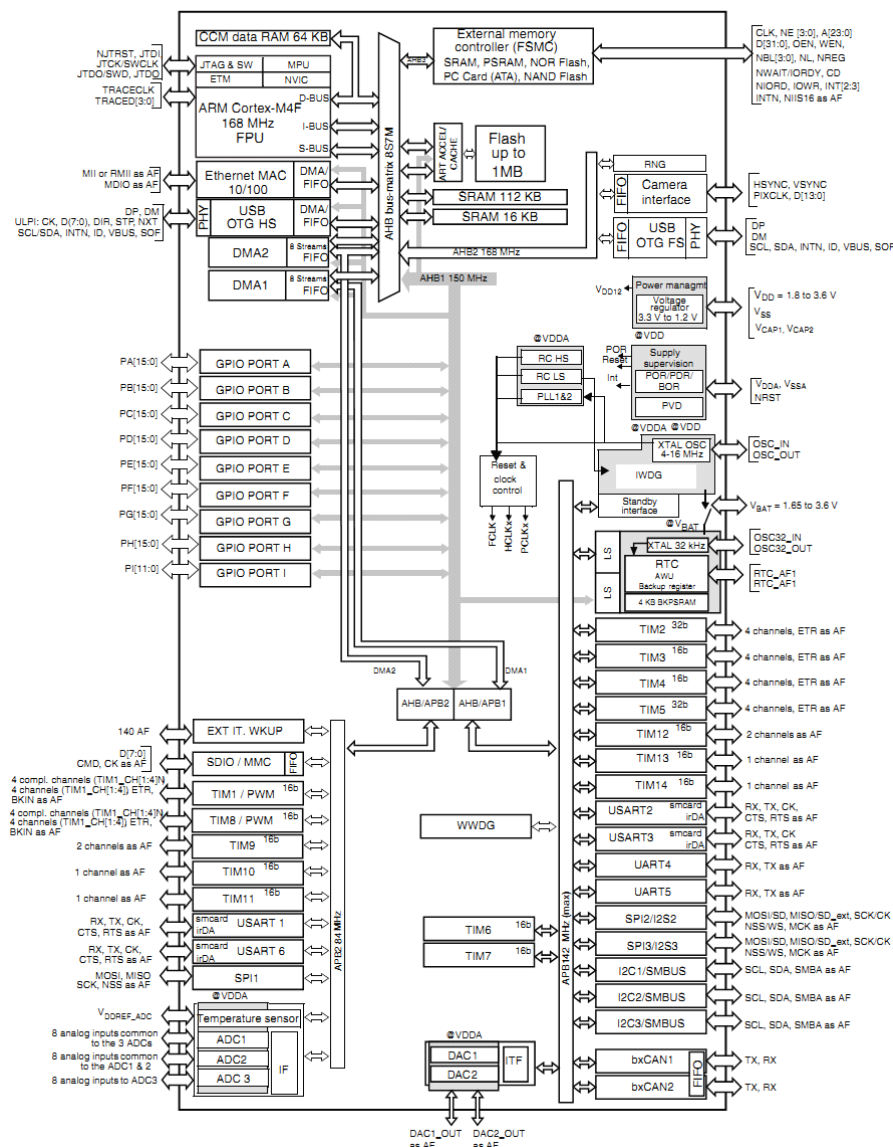 CCM data RAM 64 KB
External memory
controller (FSMC)
SRAM, PSRAM, NOR Flash,
PC Card (ATA), NAND Flash
CLK, NE [3:0], A[23:0]
D[31:0], OEN, WEN,
NBL[3:0], NL, NREG
NWAIT/IORDY, CD
NIORD, IOWR, INT[2:3]
INTN, NIIS16 as AF
NJTRST, JTDI,
JTCK/SWCLK
JTDO/SWD, JTDO
TRACECLK
TRACED[3:0]
JTAG & SW
MPU
ETM
NVIC
ARM Cortex-M4F
168 MHz
FPU
D-BUS
I-BUS
S-BUS
AHB3
AHB bus-matrix 8S7M
ART ACCEL/
CACHE
Flash
up to
1MB
SRAM 112 KB
SRAM 16 KB
AHB2 168 MHz
AHB1 150 MHz
MII or RMII as AF
MDIO as AF
Ethernet MAC
10/100
DMA/
FIFO
DP, DM
ULPI: CK, D(7:0), DIR, STP, NXT
SCL/SDA, INTN, ID, VBUS, SOF
PHY
USB
OTG HS
DMA/
FIFO
DMA2
8 Streams
FIFO
DMA1
8 Streams
FIFO
RNG
FIFO
Camera
interface
HSYNC, VSYNC
PIXCLK, D[13:0]
FIFO
USB
OTG FS
PHY
DP
DM
SCL, SDA, INTN, ID, VBUS, SOF
VDD12
Power managmt
Voltage
regulator
3.3 V to 1.2 V
VDD = 1.8 to 3.6 V
VSS
VCAP1, VCAP2
@VDD
@VDDA
RC HS
RC LS
PLL1&2
POR
Reset
Int
Supply
supervision
POR/PDR/
BOR
PVD
VDDA, VSSA
NRST
@VDDA
@VDD
XTAL OSC
4-16 MHz
OSC_IN
OSC_OUT
IWDG
Standby
interface
VBAT = 1.65 to 3.6 V
@VBAT
Reset &
clock
control
FCLK
HCLKx
PCLKx
LS
LS
XTAL 32 kHz
OSC32_IN
OSC32_OUT
RTC
AWU
Backup register
RTC_AF1
RTC_AF1
4 KB BKPSRAM
PA[15:0]
GPIO PORT A
PB[15:0]
GPIO PORT B
PC[15:0]
GPIO PORT C
PD[15:0]
GPIO PORT D
PE[15:0]
GPIO PORT E
PF[15:0]
GPIO PORT F
PG[15:0]
GPIO PORT G
PH[15:0]
GPIO PORT H
PI[11:0]
GPIO PORT I
DMA2
DMA1
AHB/APB2
AHB/APB1
140 AF
EXT IT. WKUP
D[7:0]
CMD, CK as AF
SDIO / MMC
FIFO
4 compl. channels (TIM1_CH[1:4]N
4 channels (TIM1_CH[1:4]) ETR,
BKIN as AF
TIM1 / PWM 16b
4 compl. channels (TIM1_CH[1:4]N
4 channels (TIM1_CH[1:4]) ETR,
BKIN as AF
TIM8 / PWM 16b
2 channels as AF
TIM9 16b
1 channel as AF
TIM10 16b
1 channel as AF
TIM11 16b
RX, TX, CK,
CTS, RTS as AF
smcard
irDA
USART 1
RX, TX, CK,
CTS, RTS as AF
smcard
irDA
USART 6
MOSI, MISO
SCK, NSS as AF
SPI1
APB2 84 MHz
@VDDA
VDDREF_ADC
Temperature sensor
8 analog inputs common
to the 3 ADCs
ADC1
8 analog inputs common
to the ADC1 & 2
ADC2
8 analog inputs to ADC3
ADC 3
IF
WWDG
TIM6 16b
TIM7 16b
@VDDA
DAC1
DAC2
ITF
DAC1_OUT
as AF
DAC2_OUT
as AF
APB142 MHz (max)
TIM2 32b
4 channels, ETR as AF
TIM3 16b
4 channels, ETR as AF
TIM4 16b
4 channels, ETR as AF
TIM5 32b
4 channels, ETR as AF
TIM12 16b
2 channels as AF
TIM13 16b
1 channel as AF
TIM14 16b
1 channel as AF
USART2
smcard
irDA
RX, TX, CK,
CTS, RTS as AF
USART3
smcard
irDA
RX, TX, CK
CTS, RTS as AF
UART4
RX, TX as AF
UART5
RX, TX as AF
SPI2/I2S2
MOSI/SD, MISO/SD_ext, SCK/CK
NSS/WS, MCK as AF
SPI3/I2S3
MOSI/SD, MISO/SD_ext, SCK/CK
NSS/WS, MCK as AF
I2C1/SMBUS
SCL, SDA, SMBA as AF
I2C2/SMBUS
SCL, SDA, SMBA as AF
I2C3/SMBUS
SCL, SDA, SMBA as AF
bxCAN1
TX, RX
bxCAN2
TX, RX
FIFO